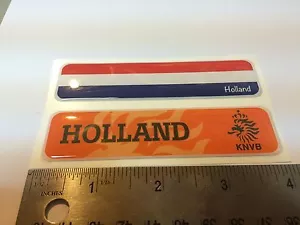 Holland
HOLLAND
KNVB
INCHES
1 2 3 4